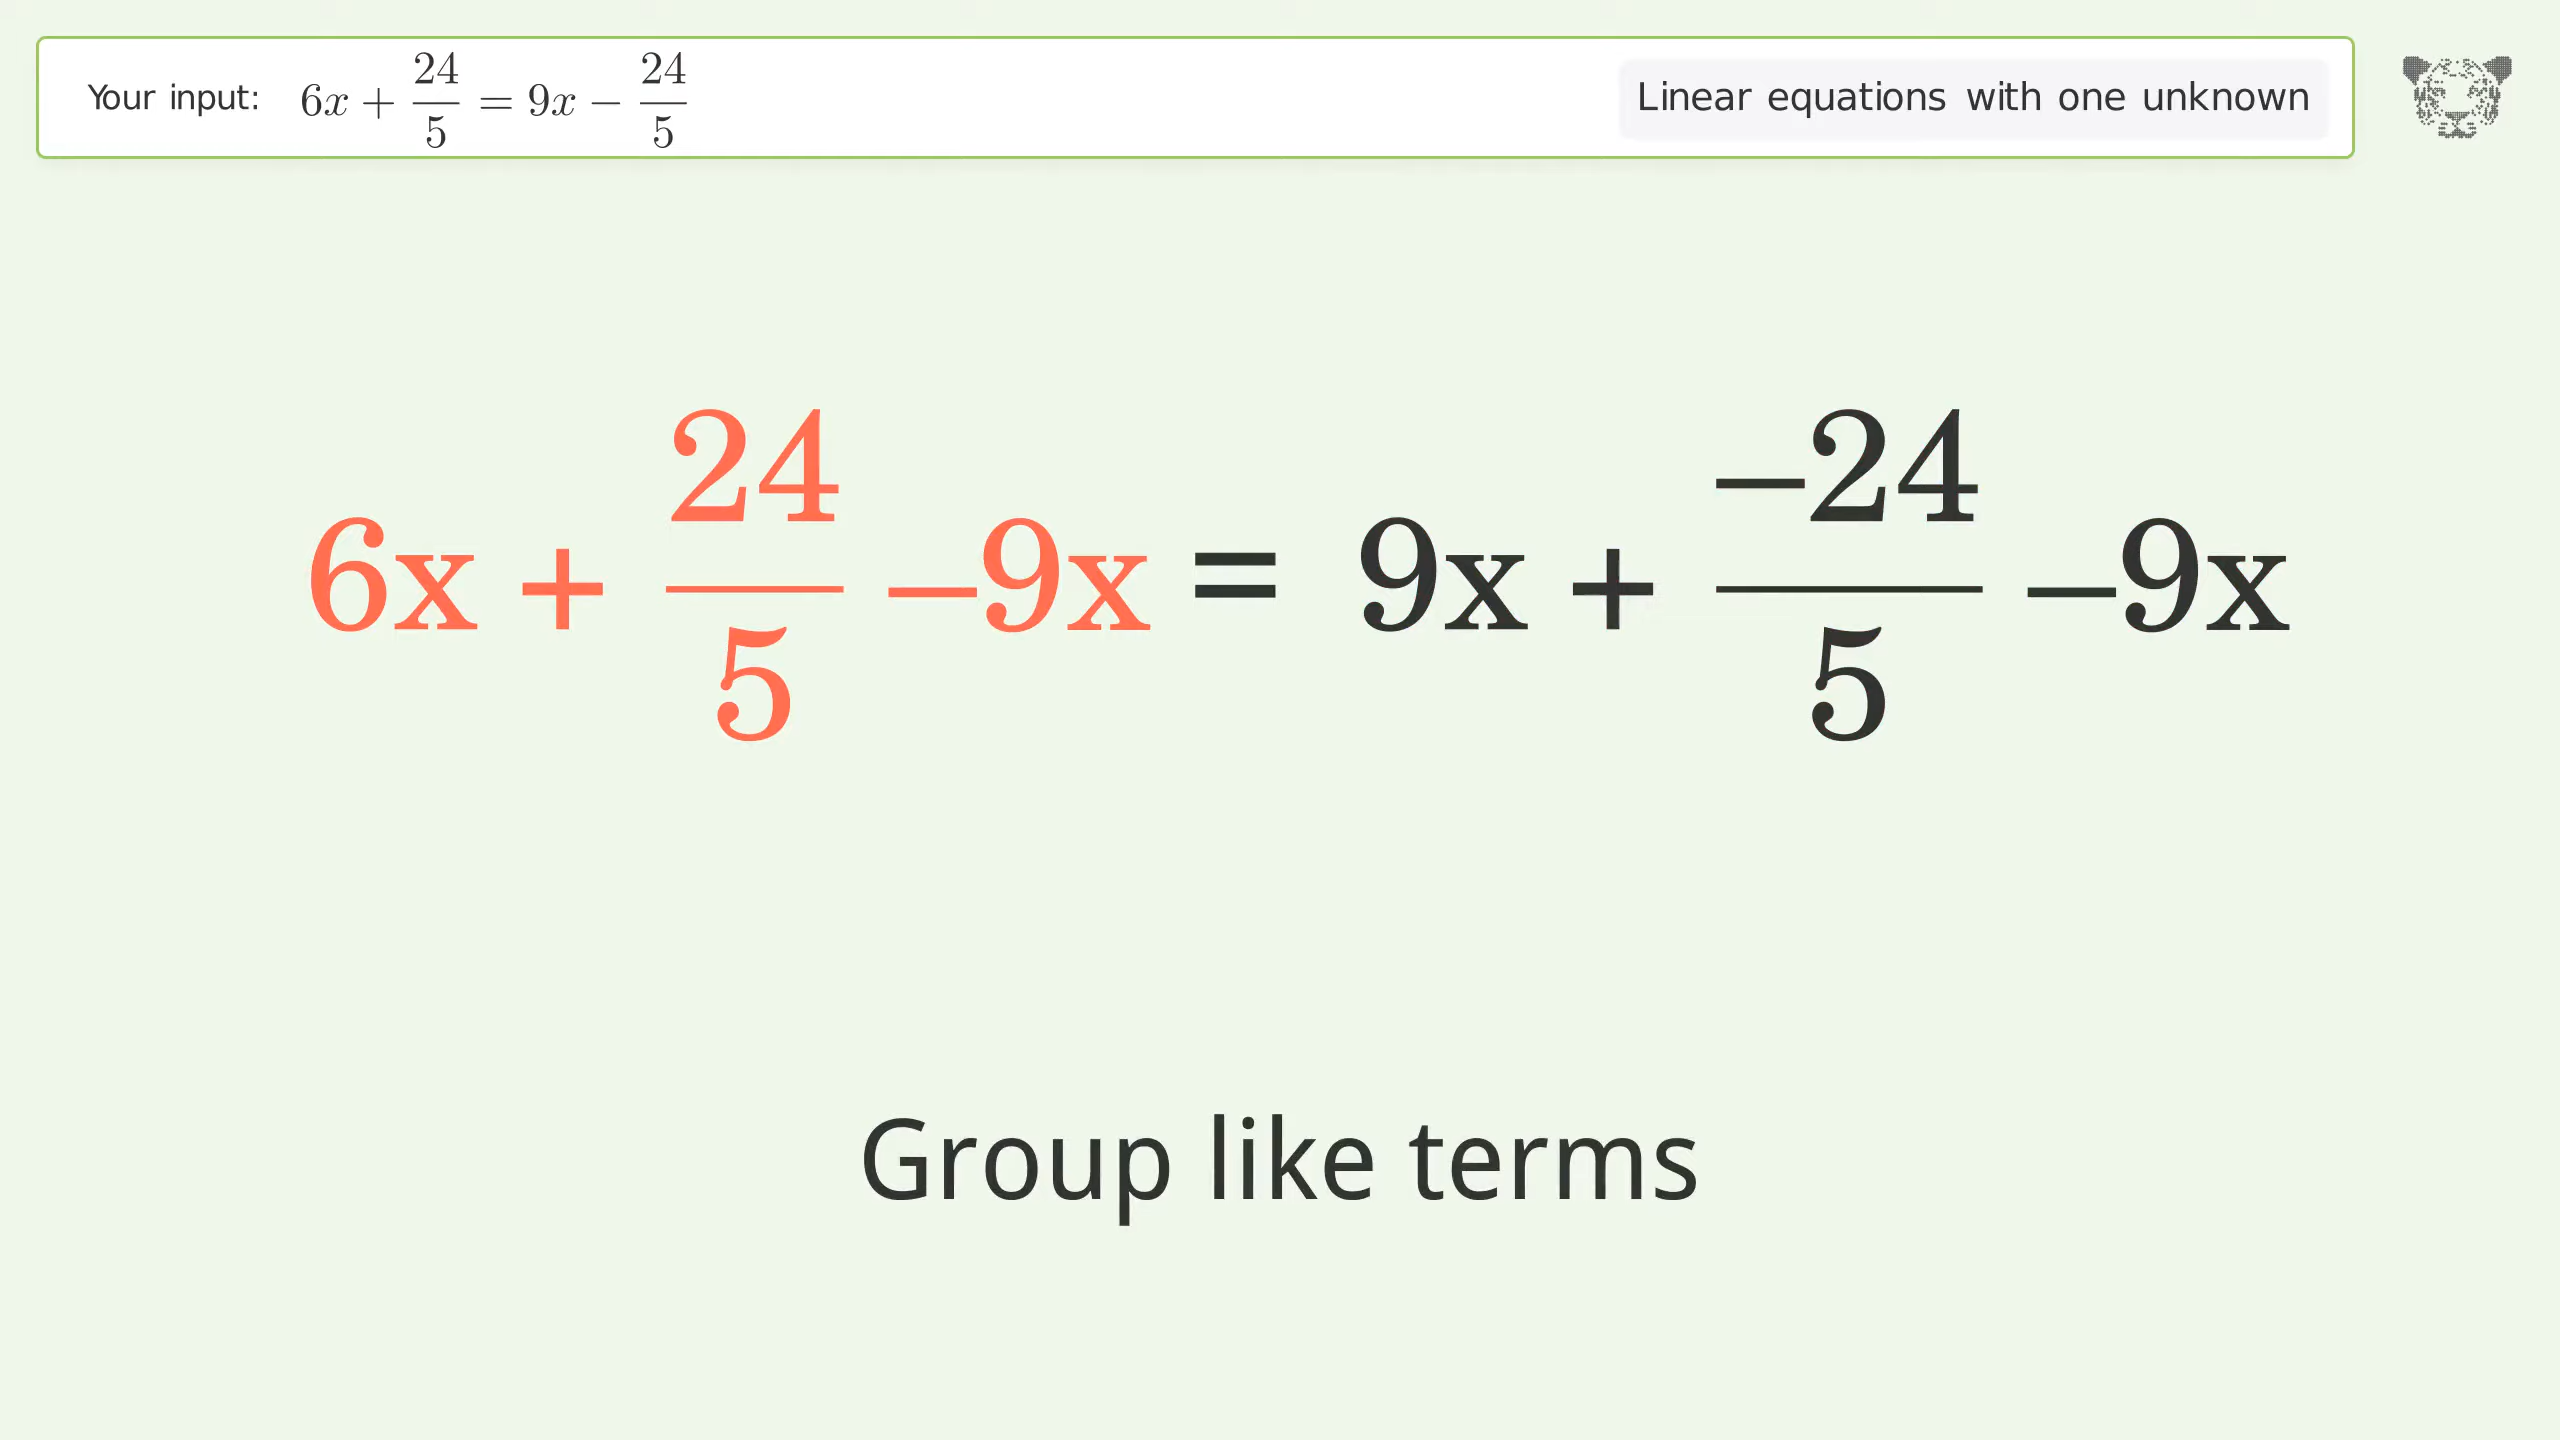 Your input: 6x + 24/5 = 9x − 24/5
Linear equations with one unknown
6x + 24/5 −9x = 9x + −24/5 −9x
Group like terms